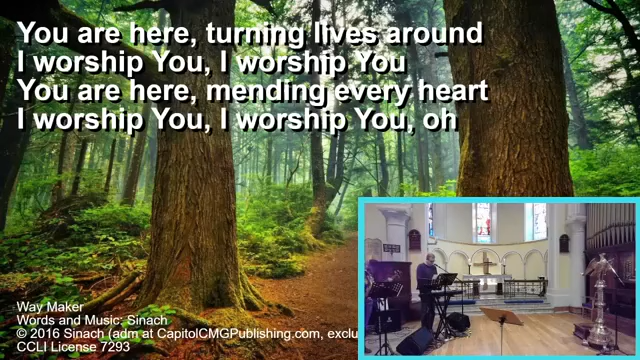 You are here, turning lives around
I worship You, I worship You
You are here, mending every heart
I worship You, I worship You, oh
Way Maker
Words and Music: Sinach
© 2016 Sinach (adm at CapitolCMGPublishing.com, exclu
CCLI License 7293